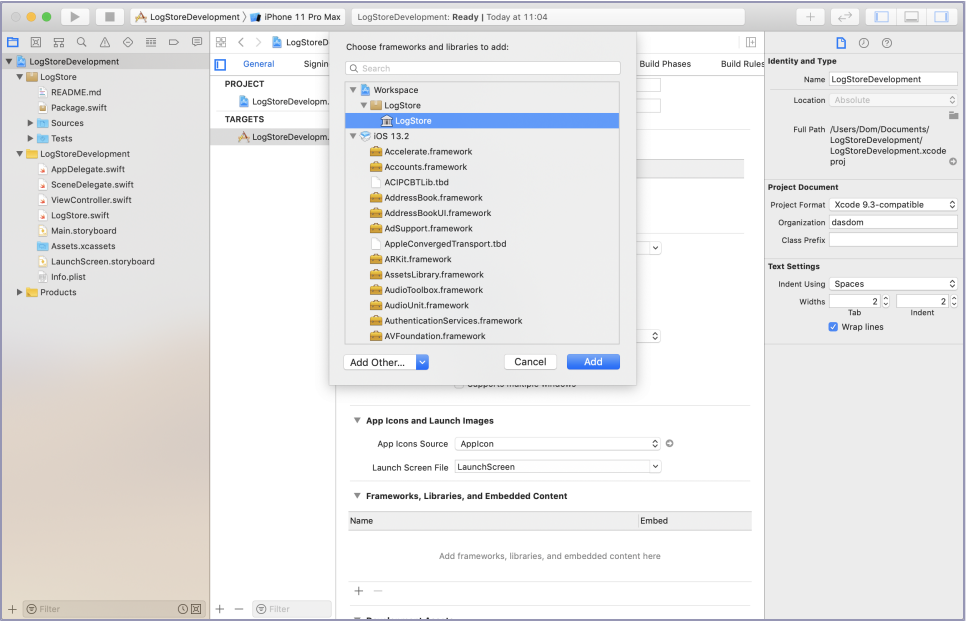 LogStoreDevelopment
iPhone 11 Pro Max
LogStoreDevelopment: Ready | Today at 11:04
LogStoreDevelopment
LogStore
README.md
Package.swift
Sources
Tests
LogStoreDevelopment
AppDelegate.swift
SceneDelegate.swift
ViewController.swift
LogStore.swift
Main.storyboard
Assets.xcassets
LaunchScreen.storyboard
Info.plist
Products
Filter
LogStoreD
General
Signin
Build Phases
Build Rules
PROJECT
LogStoreDevelopm.
TARGETS
LogStoreDevelopm.
Filter
Choose frameworks and libraries to add:
Search
Workspace
LogStore
LogStore
iOS 13.2
Accelerate.framework
Accounts.framework
ACIPCBTLib.tbd
AddressBook.framework
AddressBookUI.framework
AdSupport.framework
AppleConvergedTransport.tbd
ARKit.framework
AssetsLibrary.framework
AudioToolbox.framework
AudioUnit.framework
AuthenticationServices.framework
AVFoundation.framework
Add Other...
Cancel
Add
Supports multiple windows
App Icons and Launch Images
App Icons Source AppIcon
Launch Screen File LaunchScreen
Frameworks, Libraries, and Embedded Content
Name Embed
Add frameworks, libraries, and embedded content here
Identity and Type
Name LogStoreDevelopment
Location Absolute
Full Path /Users/Dom/Documents/
LogStoreDevelopment/
LogStoreDevelopment.xcode
proj
Project Document
Project Format Xcode 9.3-compatible
Organization dasdom
Class Prefix
Text Settings
Indent Using Spaces
Widths 2 2
Tab Indent
Wrap lines